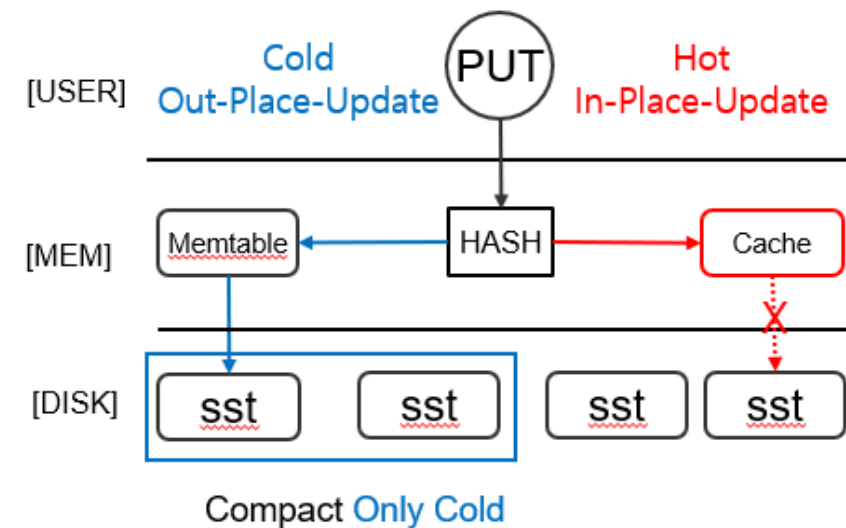 Cold
Out-Place-Update
PUT
Hot
In-Place-Update
[USER]
[MEM]
Memtable
HASH
Cache
X
[DISK]
sst
sst
sst
sst
Compact Only Cold